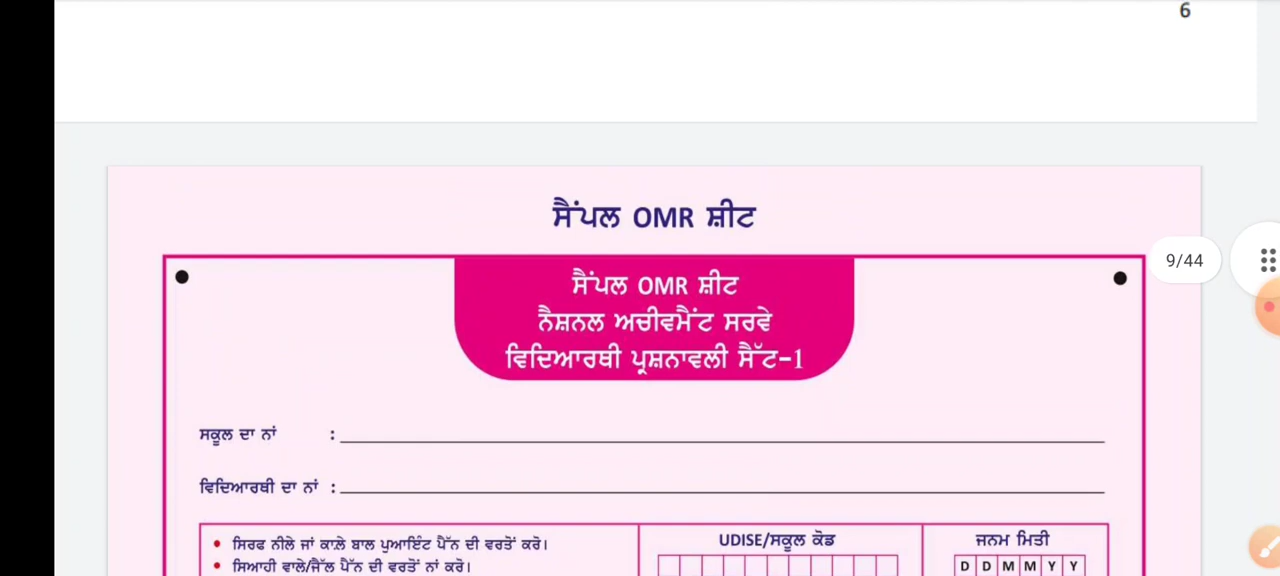 6
ਸੈਂਪਲ OMR ਸ਼ੀਟ
9/44
ਸੈਂਪਲ OMR ਸ਼ੀਟ
ਨੈਸ਼ਨਲ ਅਚੀਵਮੈਂਟ ਸਰਵੇ
ਵਿਦਿਆਰਥੀ ਪ੍ਰਸ਼ਨਾਵਲੀ ਸੈੱਟ-1
ਸਕੂਲ ਦਾ ਨਾਂ :
ਵਿਦਿਆਰਥੀ ਦਾ ਨਾਂ :
• ਸਿਰਫ ਨੀਲੇ ਜਾਂ ਕਾਲ਼ੇ ਬਾਲ ਪੁਆਇੰਟ ਪੈੱਨ ਦੀ ਵਰਤੋਂ ਕਰੋ।
• ਸਿਆਹੀ ਵਾਲੇ/ਜੈੱਲ ਪੈੱਨ ਦੀ ਵਰਤੋਂ ਨਾਂ ਕਰੋ।
UDISE/ਸਕੂਲ ਕੋਡ
ਜਨਮ ਮਿਤੀ
D D M M Y Y